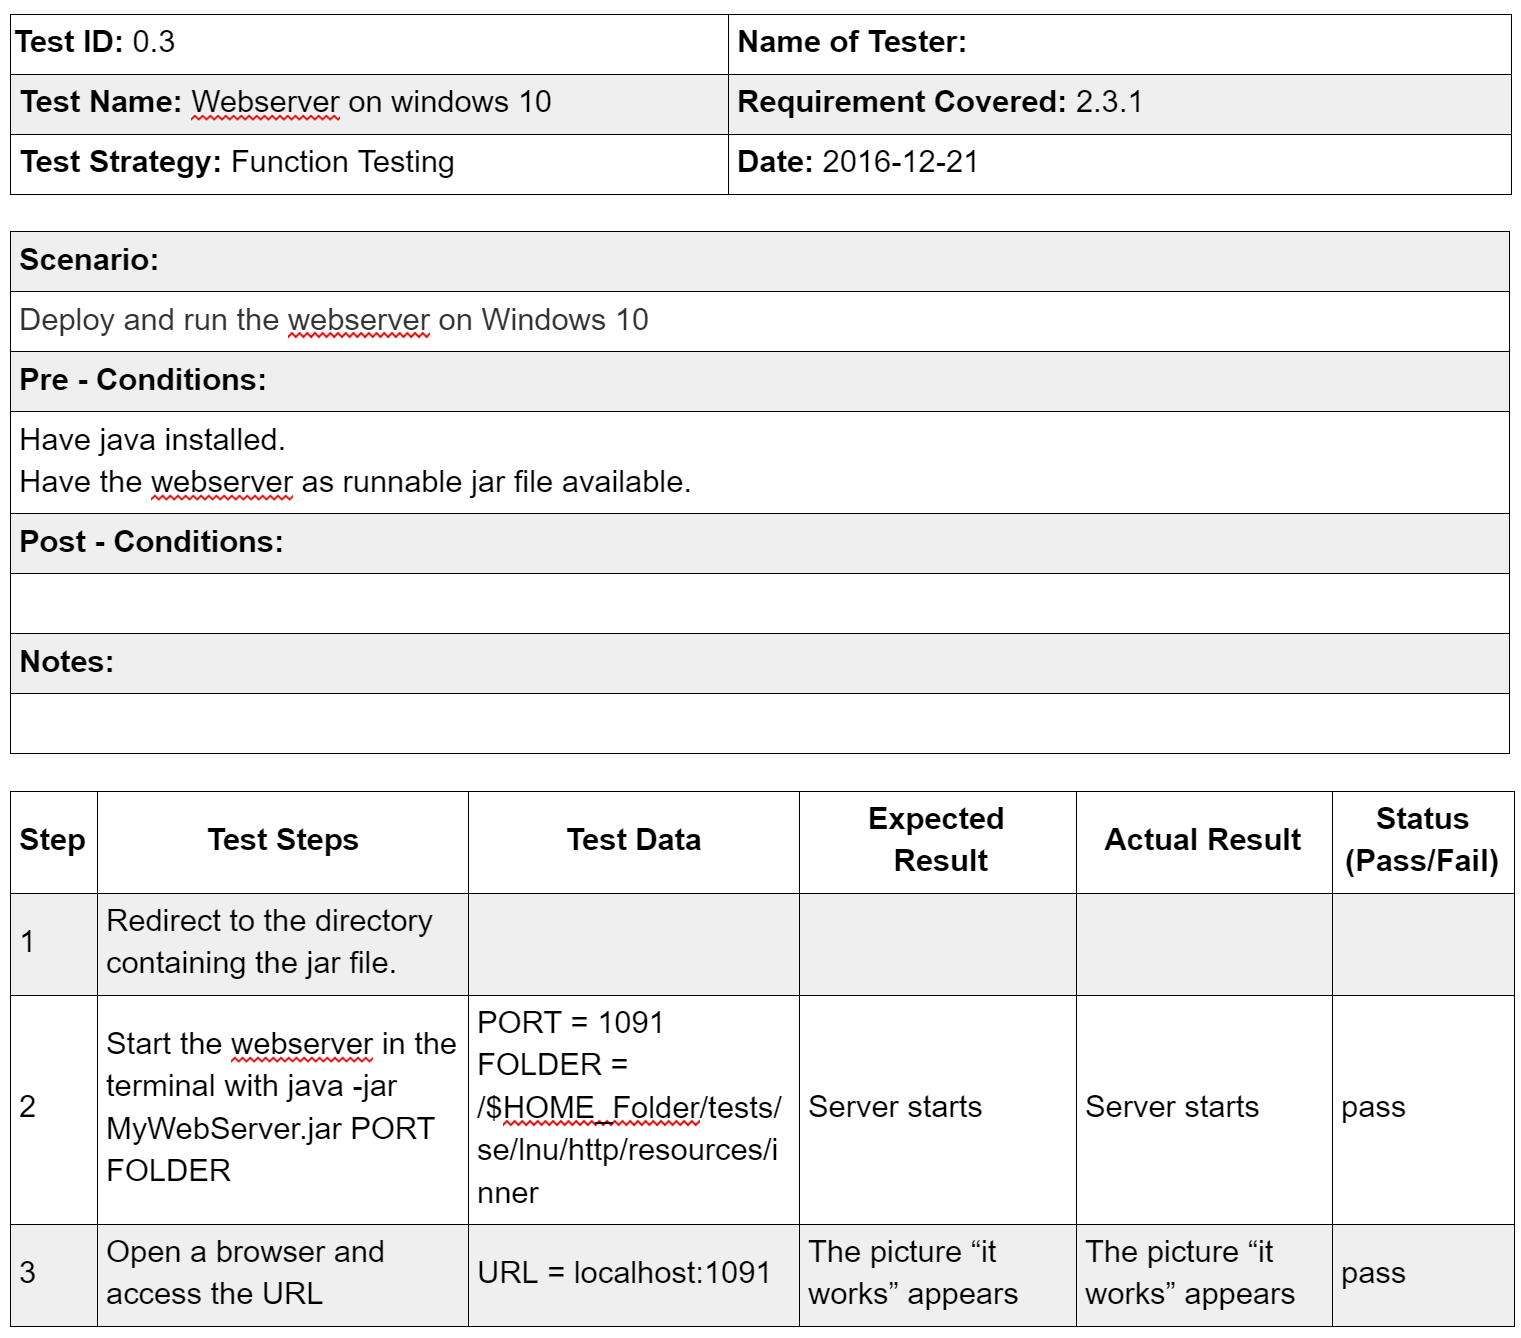 Test ID: 0.3
Name of Tester:
Test Name: Webserver on windows 10
Requirement Covered: 2.3.1
Test Strategy: Function Testing
Date: 2016-12-21
Scenario:
Deploy and run the webserver on Windows 10
Pre - Conditions:
Have java installed.
Have the webserver as runnable jar file available.
Post - Conditions:
Notes:
Step
Test Steps
Test Data
Expected
Result
Actual Result
Status
(Pass/Fail)
1
Redirect to the directory
containing the jar file.
2
Start the webserver in the
terminal with java -jar
MyWebServer.jar PORT
FOLDER
PORT = 1091
FOLDER =
/$HOME_Folder/tests/
se/lnu/http/resources/i
nner
Server starts
Server starts
pass
3
Open a browser and
access the URL
URL = localhost:1091
The picture “it
works” appears
The picture “it
works” appears
pass